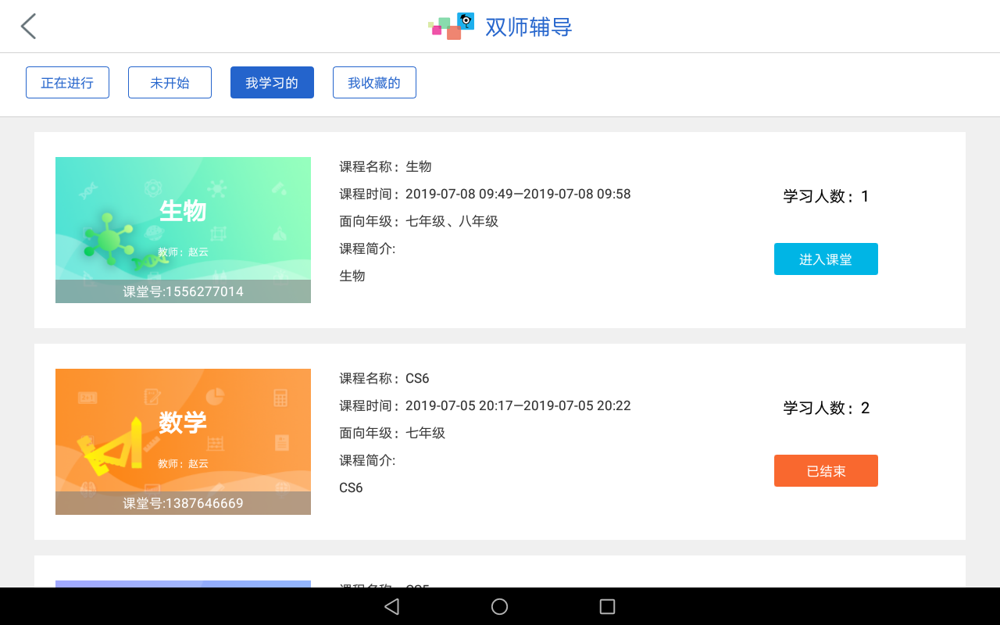 双师辅导
正在进行
未开始
我学习的
我收藏的
生物
教师：赵云
课堂号:1556277014
课程名称：生物
课程时间：2019-07-08 09:49—2019-07-08 09:58
面向年级：七年级、八年级
课程简介:
生物
学习人数：1
进入课堂
数学
教师：赵云
课堂号:1387646669
课程名称：CS6
课程时间：2019-07-05 20:17—2019-07-05 20:22
面向年级：七年级
课程简介:
CS6
学习人数：2
已结束
课程名称：CS5